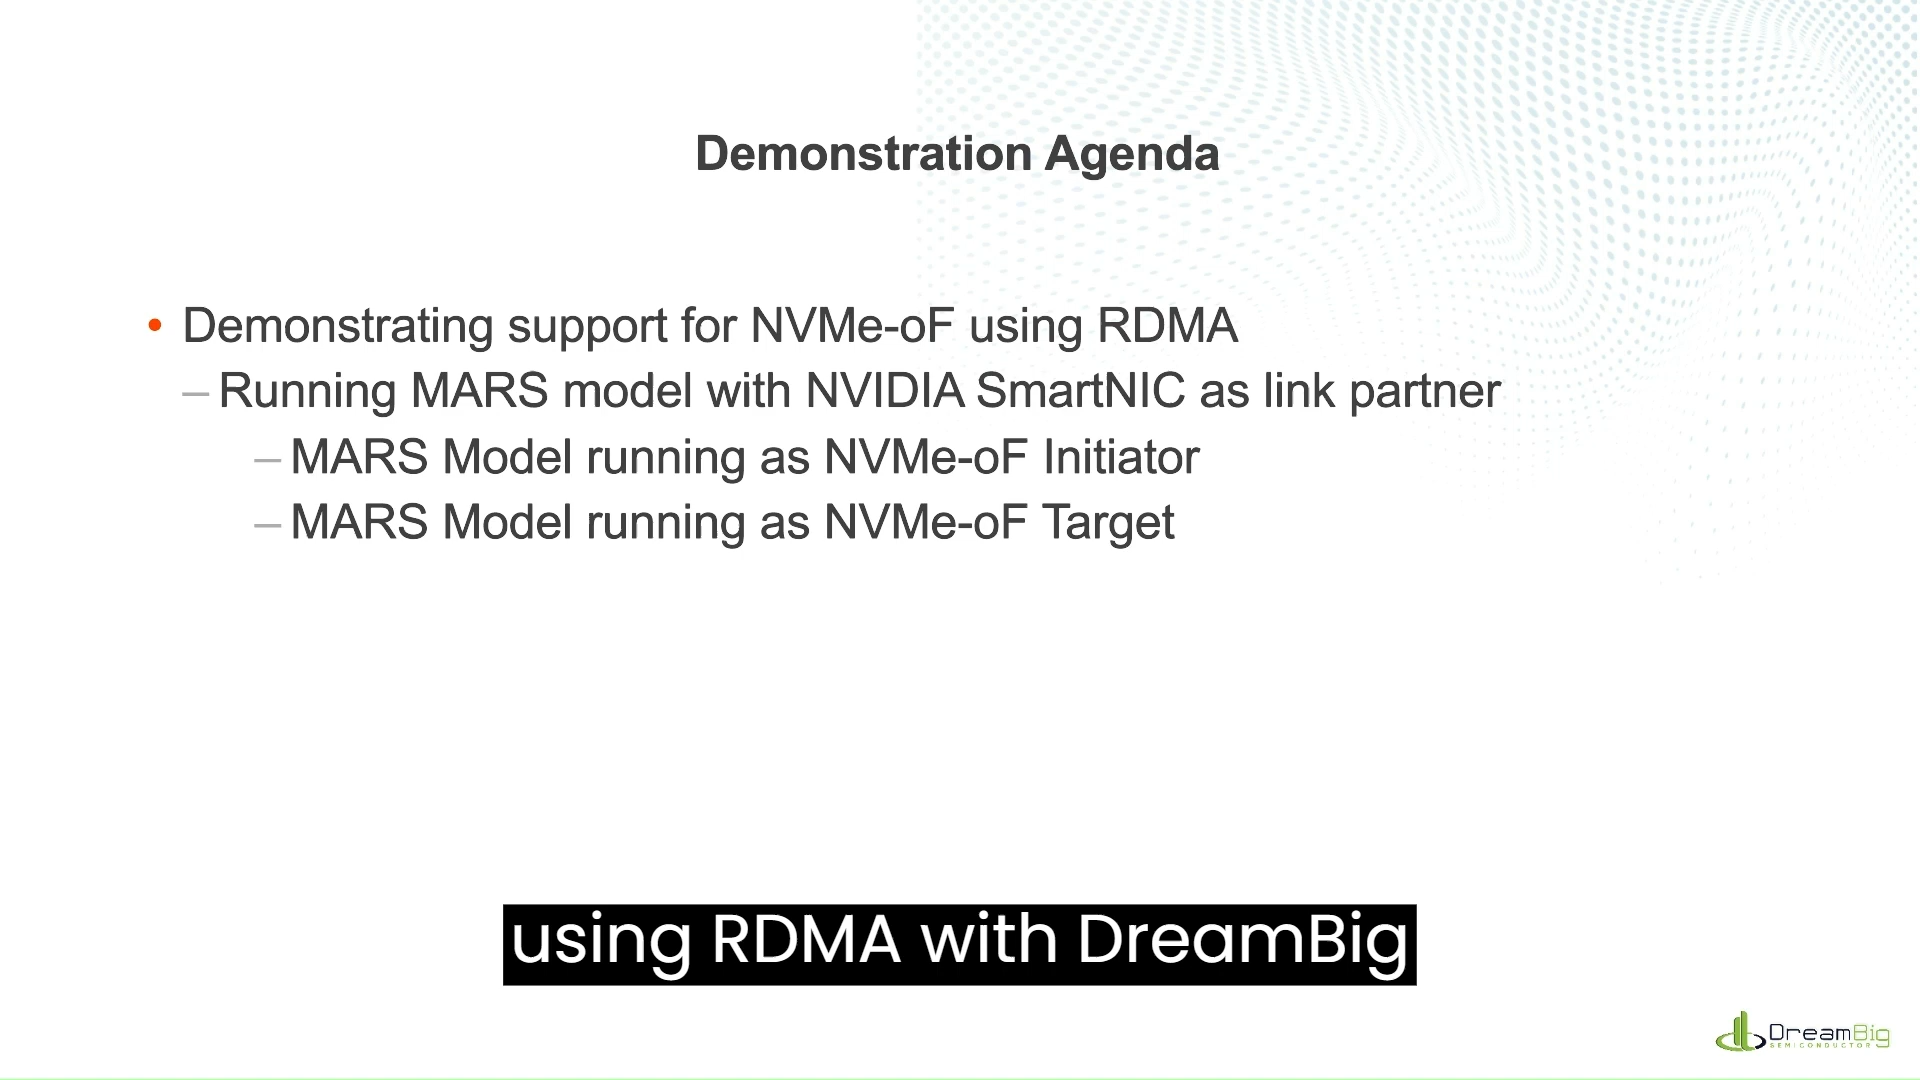 Demonstration Agenda
• Demonstrating support for NVMe-oF using RDMA
– Running MARS model with NVIDIA SmartNIC as link partner
– MARS Model running as NVMe-oF Initiator
– MARS Model running as NVMe-oF Target
using RDMA with DreamBig
DreamBig
SEMICONDUCTOR